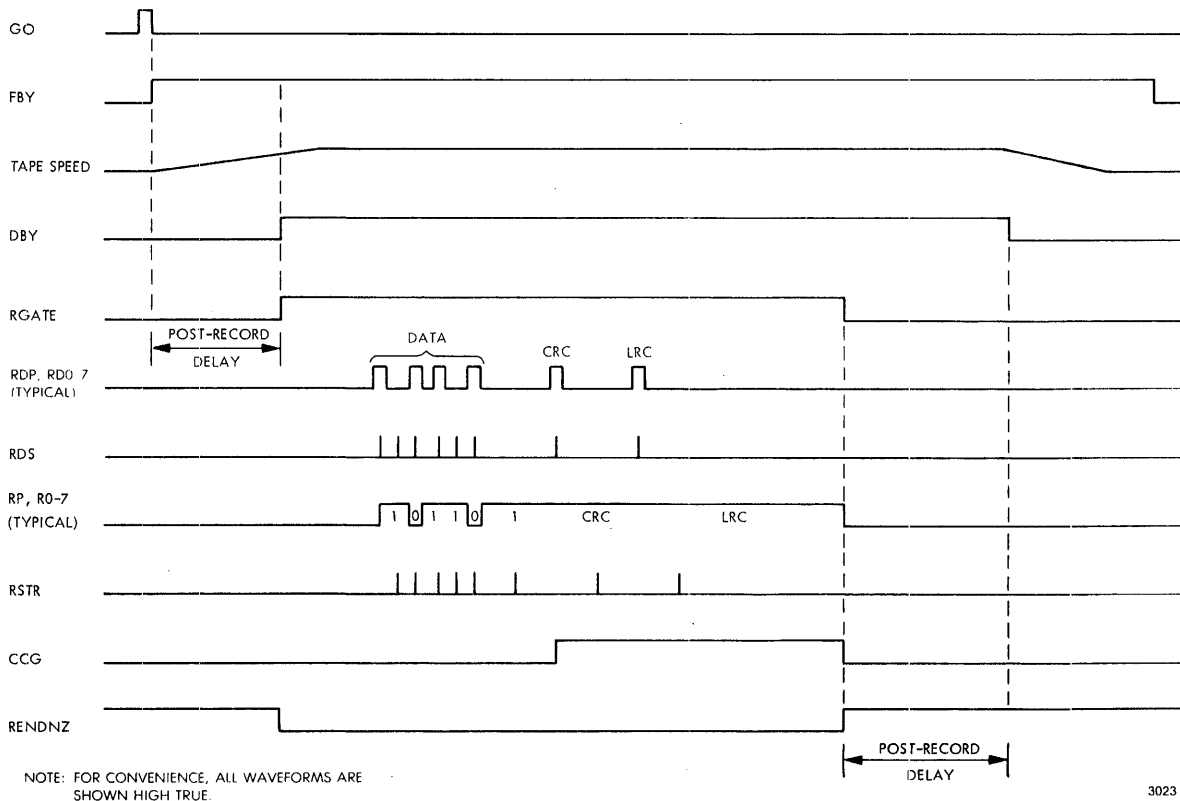 GO
FBY
TAPE SPEED
DBY
RGATE
POST-RECORD
DELAY
DATA
CRC
LRC
RDP, RD0 7
(TYPICAL)
RDS
RP, R0-7
(TYPICAL)
1 0 1 1 0 1 CRC LRC
RSTR
CCG
RENDNZ
POST-RECORD
DELAY
NOTE: FOR CONVENIENCE, ALL WAVEFORMS ARE
SHOWN HIGH TRUE.
3023